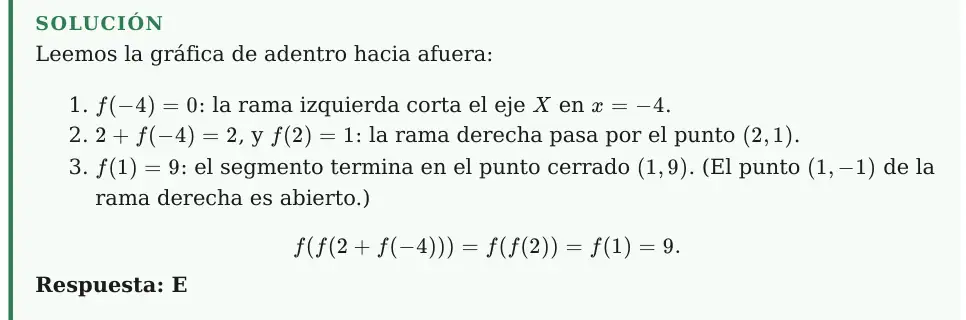 SOLUCIÓN
Leemos la gráfica de adentro hacia afuera:
1. f(−4) = 0: la rama izquierda corta el eje X en x = −4.
2. 2 + f(−4) = 2, y f(2) = 1: la rama derecha pasa por el punto (2, 1).
3. f(1) = 9: el segmento termina en el punto cerrado (1, 9). (El punto (1, −1) de la
rama derecha es abierto.)
f(f(2 + f(−4))) = f(f(2)) = f(1) = 9.
Respuesta: E